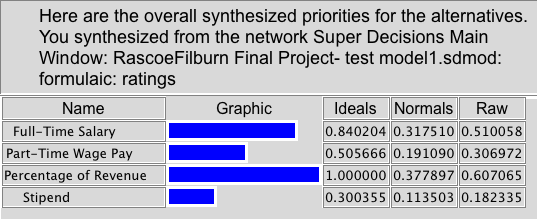 Here are the overall synthesized priorities for the alternatives.
You synthesized from the network Super Decisions Main
Window: RascoeFilburn Final Project- test model1.sdmod:
formulaic: ratings
Name Graphic Ideals Normals Raw
Full-Time Salary 0.840204 0.317510 0.510058
Part-Time Wage Pay 0.505666 0.191090 0.306972
Percentage of Revenue 1.000000 0.377897 0.607065
Stipend 0.300355 0.113503 0.182335